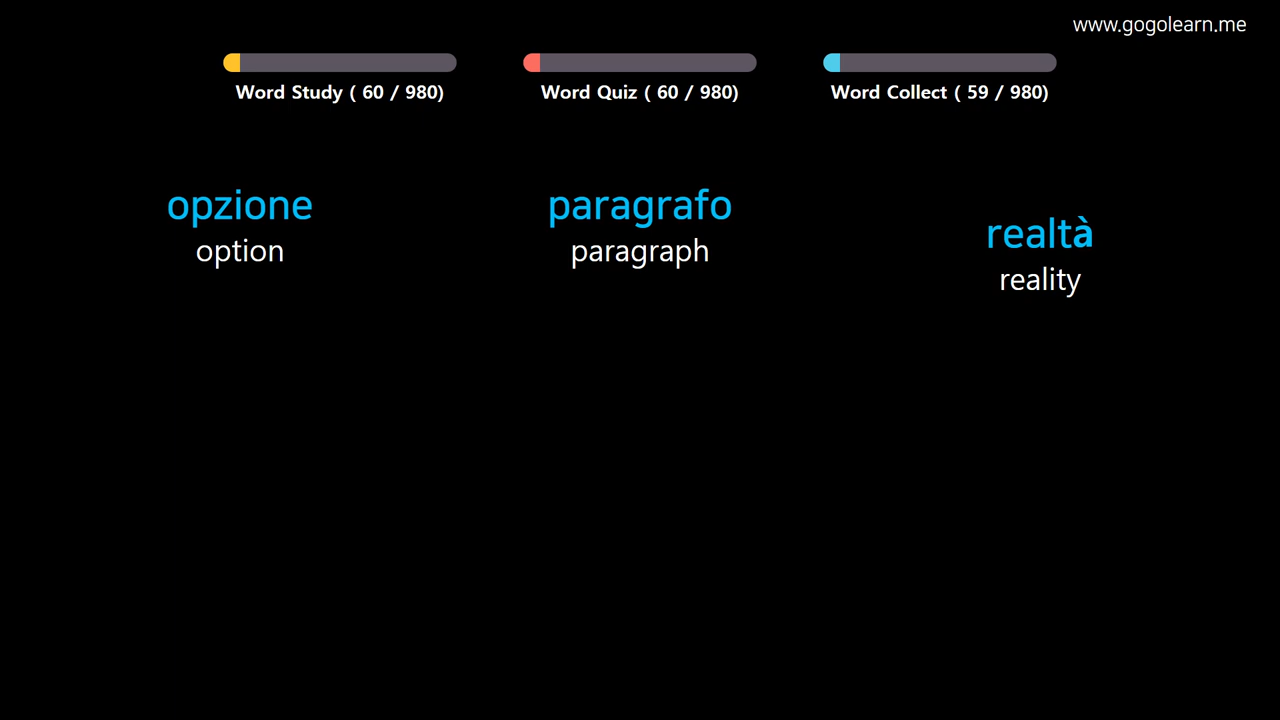 www.gogolearn.me
Word Study ( 60 / 980)
Word Quiz ( 60 / 980)
Word Collect ( 59 / 980)
opzione
option
paragrafo
paragraph
realtà
reality